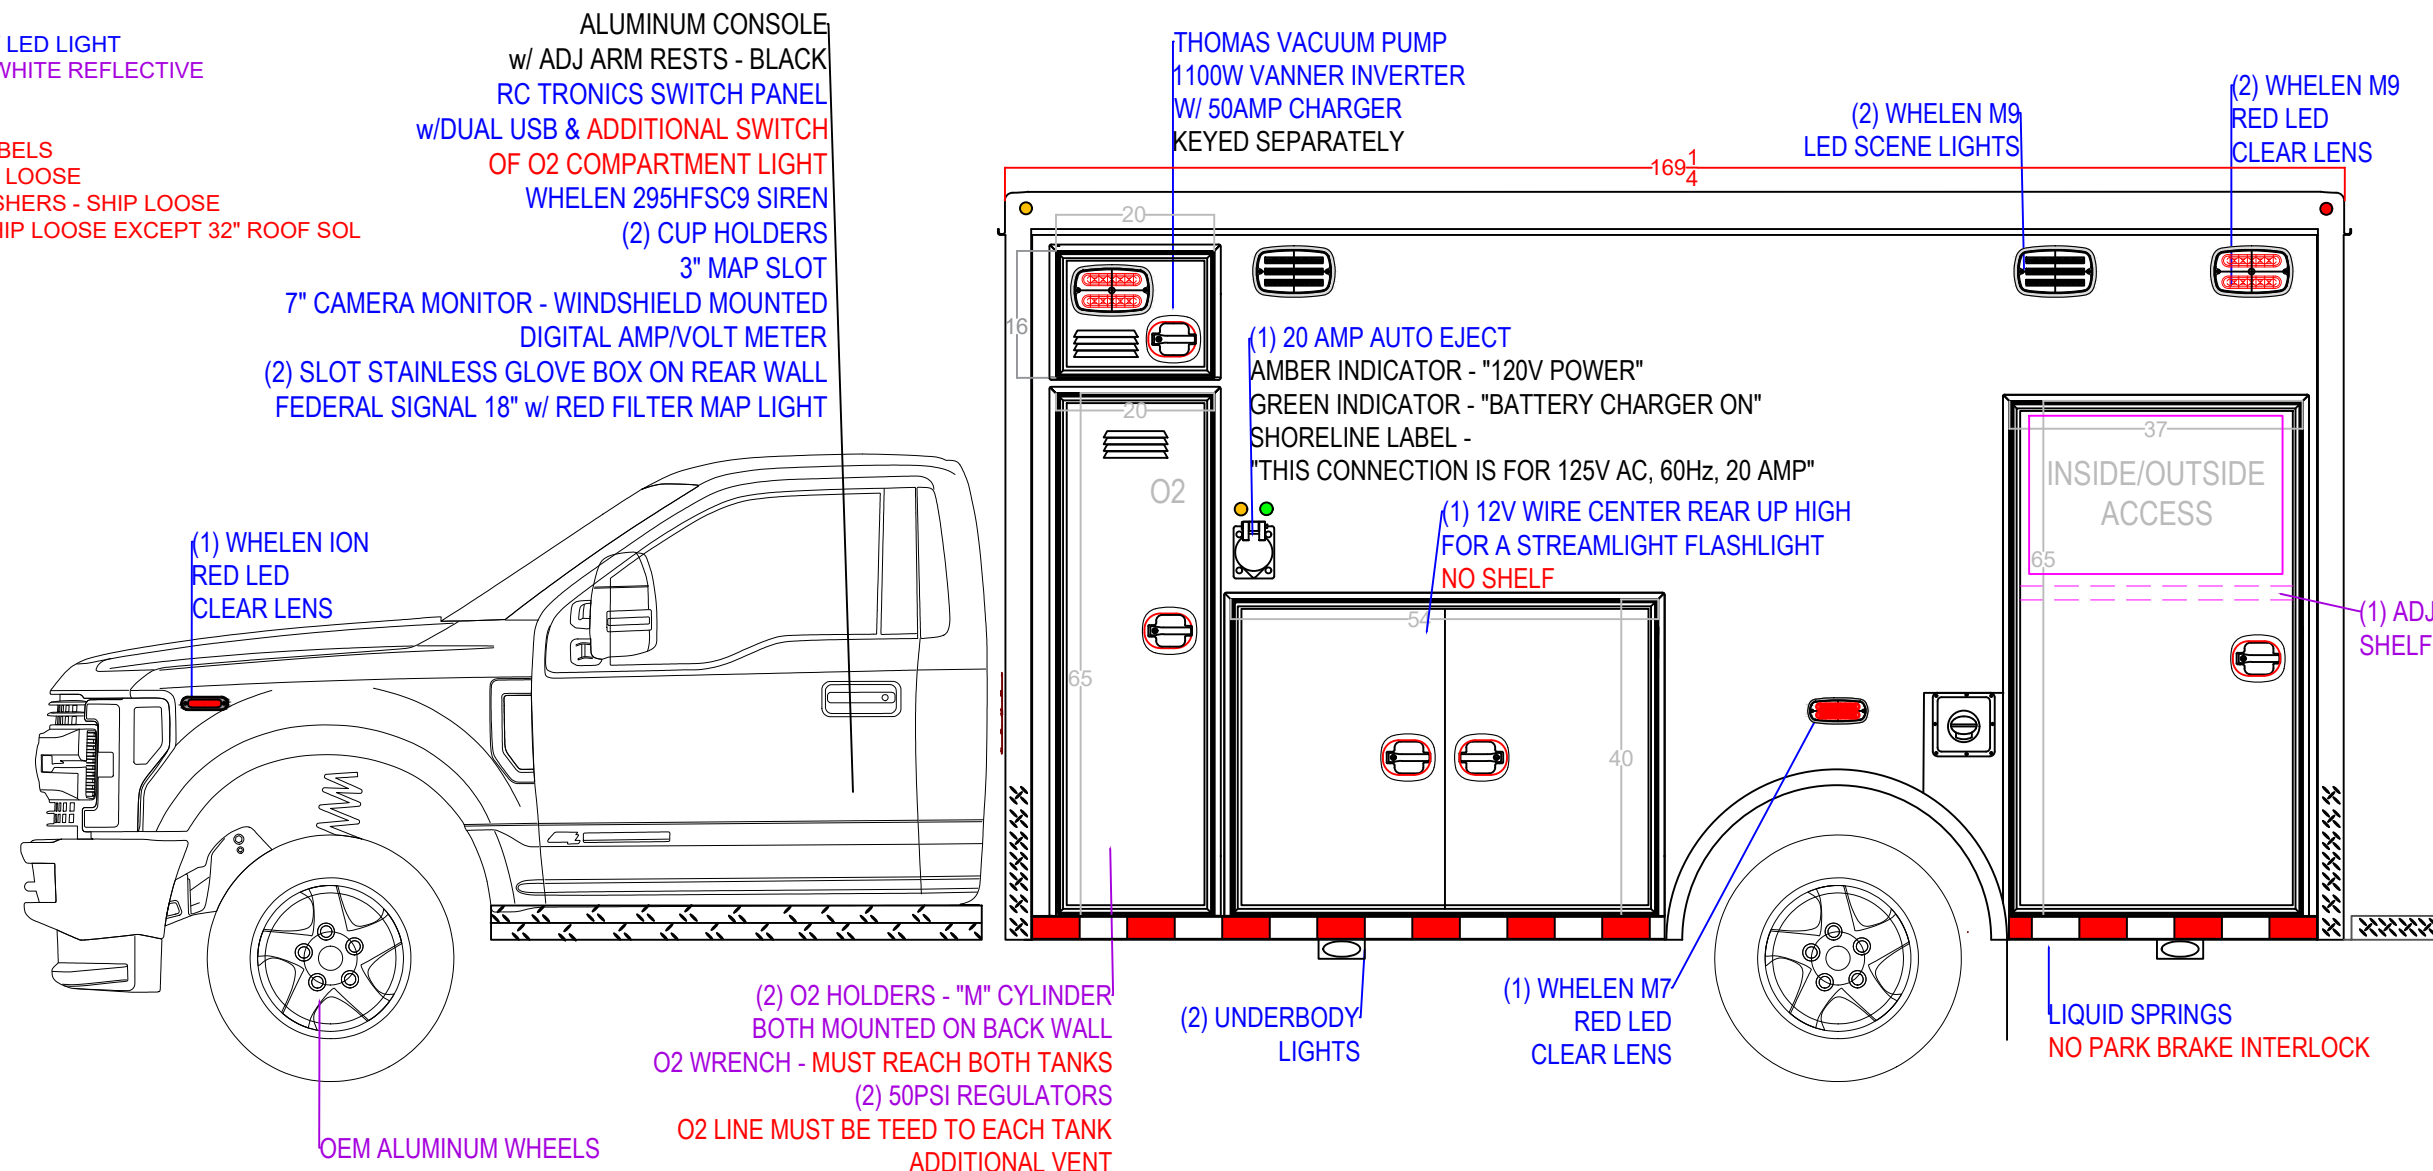 LED LIGHT
WHITE REFLECTIVE
BELS
LOOSE
SHERS - SHIP LOOSE
HIP LOOSE EXCEPT 32" ROOF SOL
ALUMINUM CONSOLE
w/ ADJ ARM RESTS - BLACK
RC TRONICS SWITCH PANEL
w/DUAL USB & ADDITIONAL SWITCH
OF O2 COMPARTMENT LIGHT
WHELEN 295HFSC9 SIREN
(2) CUP HOLDERS
3" MAP SLOT
7" CAMERA MONITOR - WINDSHIELD MOUNTED
DIGITAL AMP/VOLT METER
(2) SLOT STAINLESS GLOVE BOX ON REAR WALL
FEDERAL SIGNAL 18" w/ RED FILTER MAP LIGHT
THOMAS VACUUM PUMP
1100W VANNER INVERTER
W/ 50AMP CHARGER
KEYED SEPARATELY
(2) WHELEN M9
LED SCENE LIGHTS
(2) WHELEN M9
RED LED
CLEAR LENS
169 1/4
20
16
(1) 20 AMP AUTO EJECT
AMBER INDICATOR - "120V POWER"
GREEN INDICATOR - "BATTERY CHARGER ON"
SHORELINE LABEL -
"THIS CONNECTION IS FOR 125V AC, 60Hz, 20 AMP"
20
O2
65
37
INSIDE/OUTSIDE
ACCESS
65
(1) 12V WIRE CENTER REAR UP HIGH
FOR A STREAMLIGHT FLASHLIGHT
NO SHELF
54
40
(1) ADJ
SHELF
(1) WHELEN ION
RED LED
CLEAR LENS
(2) O2 HOLDERS - "M" CYLINDER
BOTH MOUNTED ON BACK WALL
O2 WRENCH - MUST REACH BOTH TANKS
(2) 50PSI REGULATORS
O2 LINE MUST BE TEED TO EACH TANK
ADDITIONAL VENT
(2) UNDERBODY
LIGHTS
(1) WHELEN M7
RED LED
CLEAR LENS
LIQUID SPRINGS
NO PARK BRAKE INTERLOCK
OEM ALUMINUM WHEELS